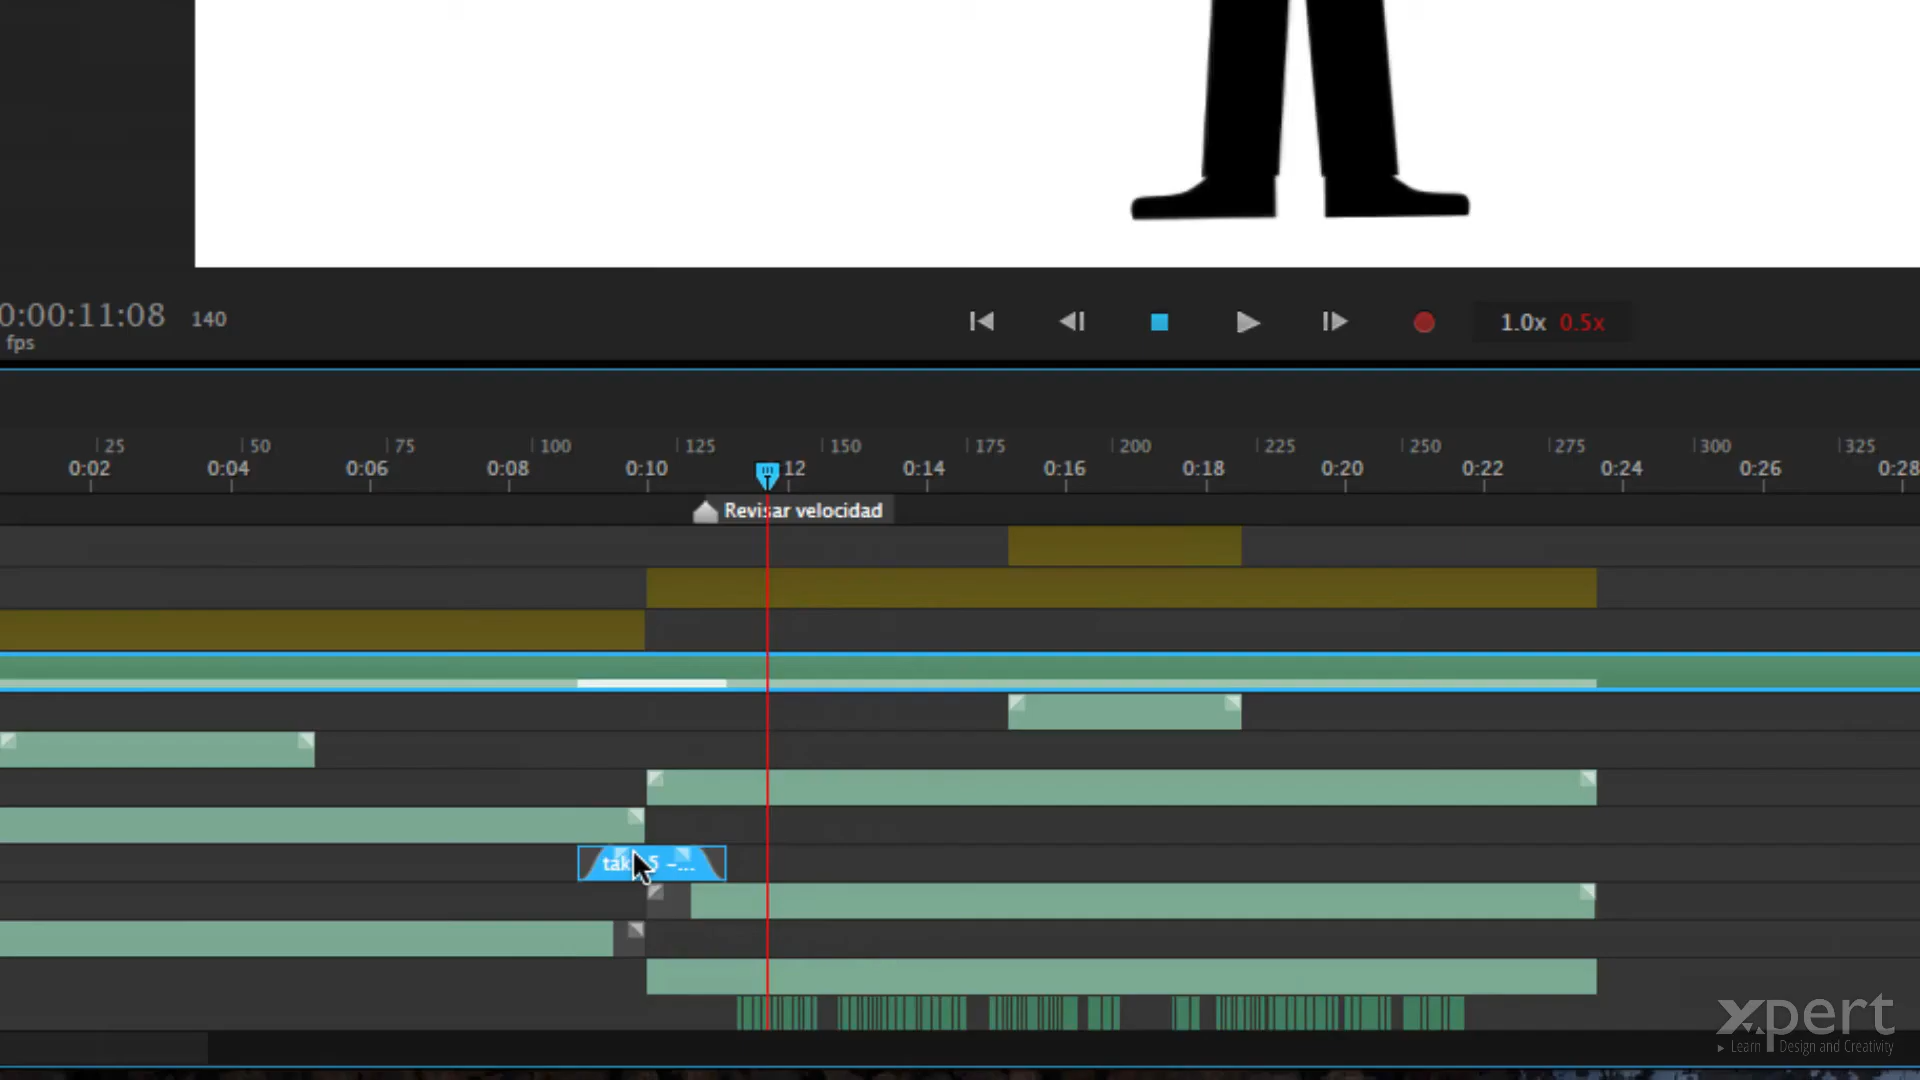 0:00:11:08 140
fps
1.0x 0.5x
25 50 75 100 125 150 175 200 225 250 275 300 325
0:02 0:04 0:06 0:08 0:10 12 0:14 0:16 0:18 0:20 0:22 0:24 0:26 0:28
Revisar velocidad
5 –...
xpert
Learn Design and Creativity